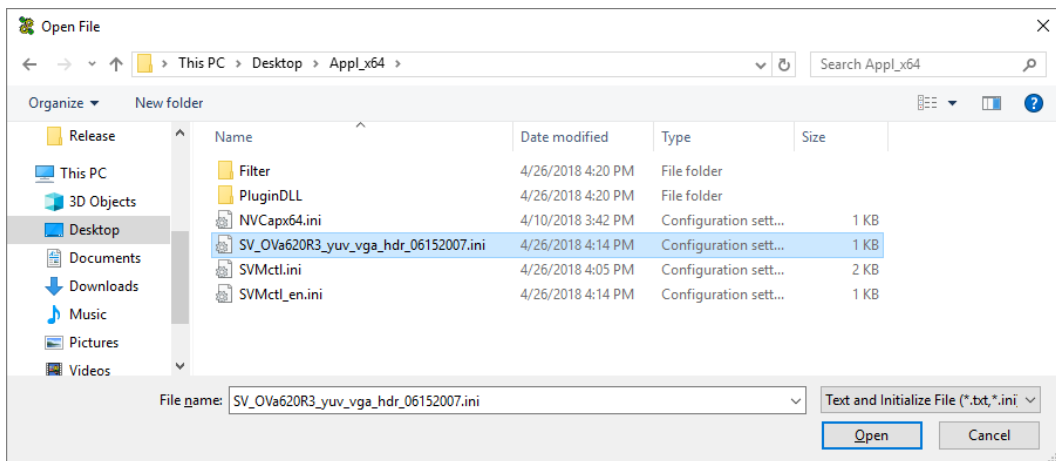 Open File
This PC > Desktop > Appl_x64 >
Search Appl_x64
Organize
New folder
Release
This PC
3D Objects
Desktop
Documents
Downloads
Music
Pictures
Videos
Name Date modified Type Size
Filter 4/26/2018 4:20 PM File folder
PluginDLL 4/26/2018 4:20 PM File folder
NVCapx64.ini 4/10/2018 3:42 PM Configuration sett... 1 KB
SV_OVa620R3_yuv_vga_hdr_06152007.ini 4/26/2018 4:14 PM Configuration sett... 1 KB
SVMctl.ini 4/26/2018 4:05 PM Configuration sett... 2 KB
SVMctl_en.ini 4/26/2018 4:14 PM Configuration sett... 1 KB
File name: SV_OVa620R3_yuv_vga_hdr_06152007.ini
Text and Initialize File (*.txt,*.ini
Open
Cancel